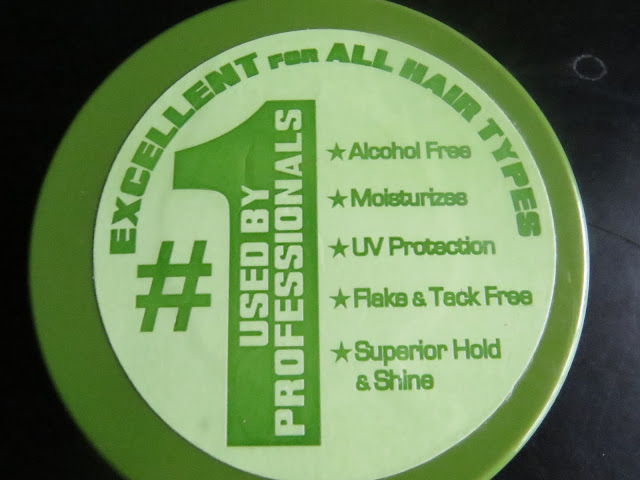 EXCELLENT FOR ALL HAIR TYPES
#1
USED BY
PROFESSIONALS
★Alcohol Free
★Moisturizes
★UV Protection
★Flake & Tack Free
★Superior Hold
& Shine